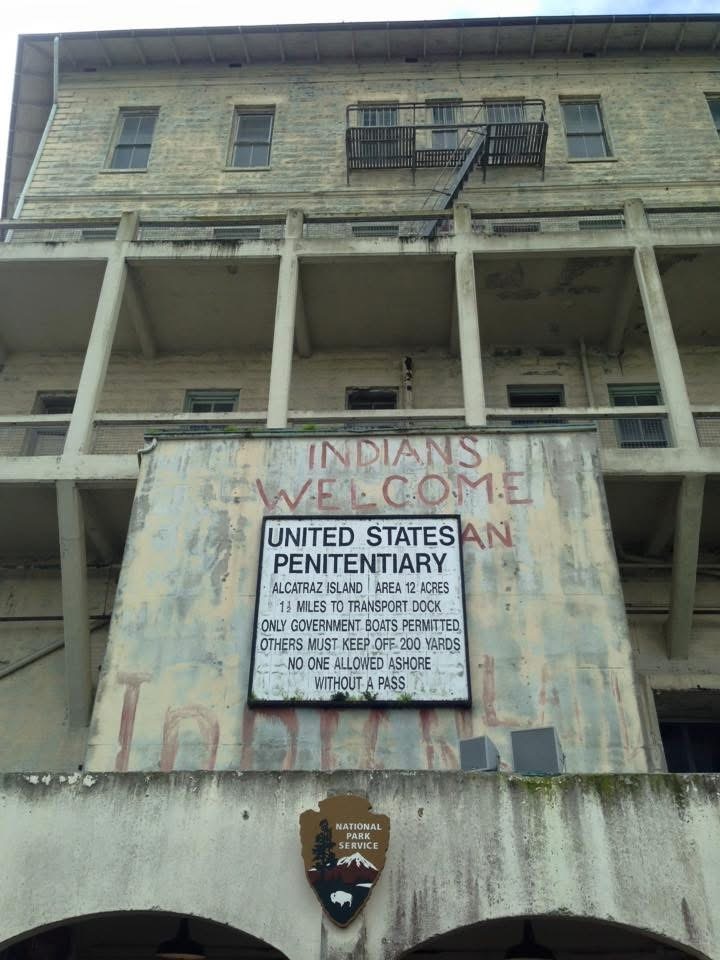 INDIANS
WELCOME
UNITED STATES
PENITENTIARY
ALCATRAZ ISLAND AREA 12 ACRES
1½ MILES TO TRANSPORT DOCK
ONLY GOVERNMENT BOATS PERMITTED
OTHERS MUST KEEP OFF 200 YARDS
NO ONE ALLOWED ASHORE
WITHOUT A PASS
NATIONAL
PARK
SERVICE